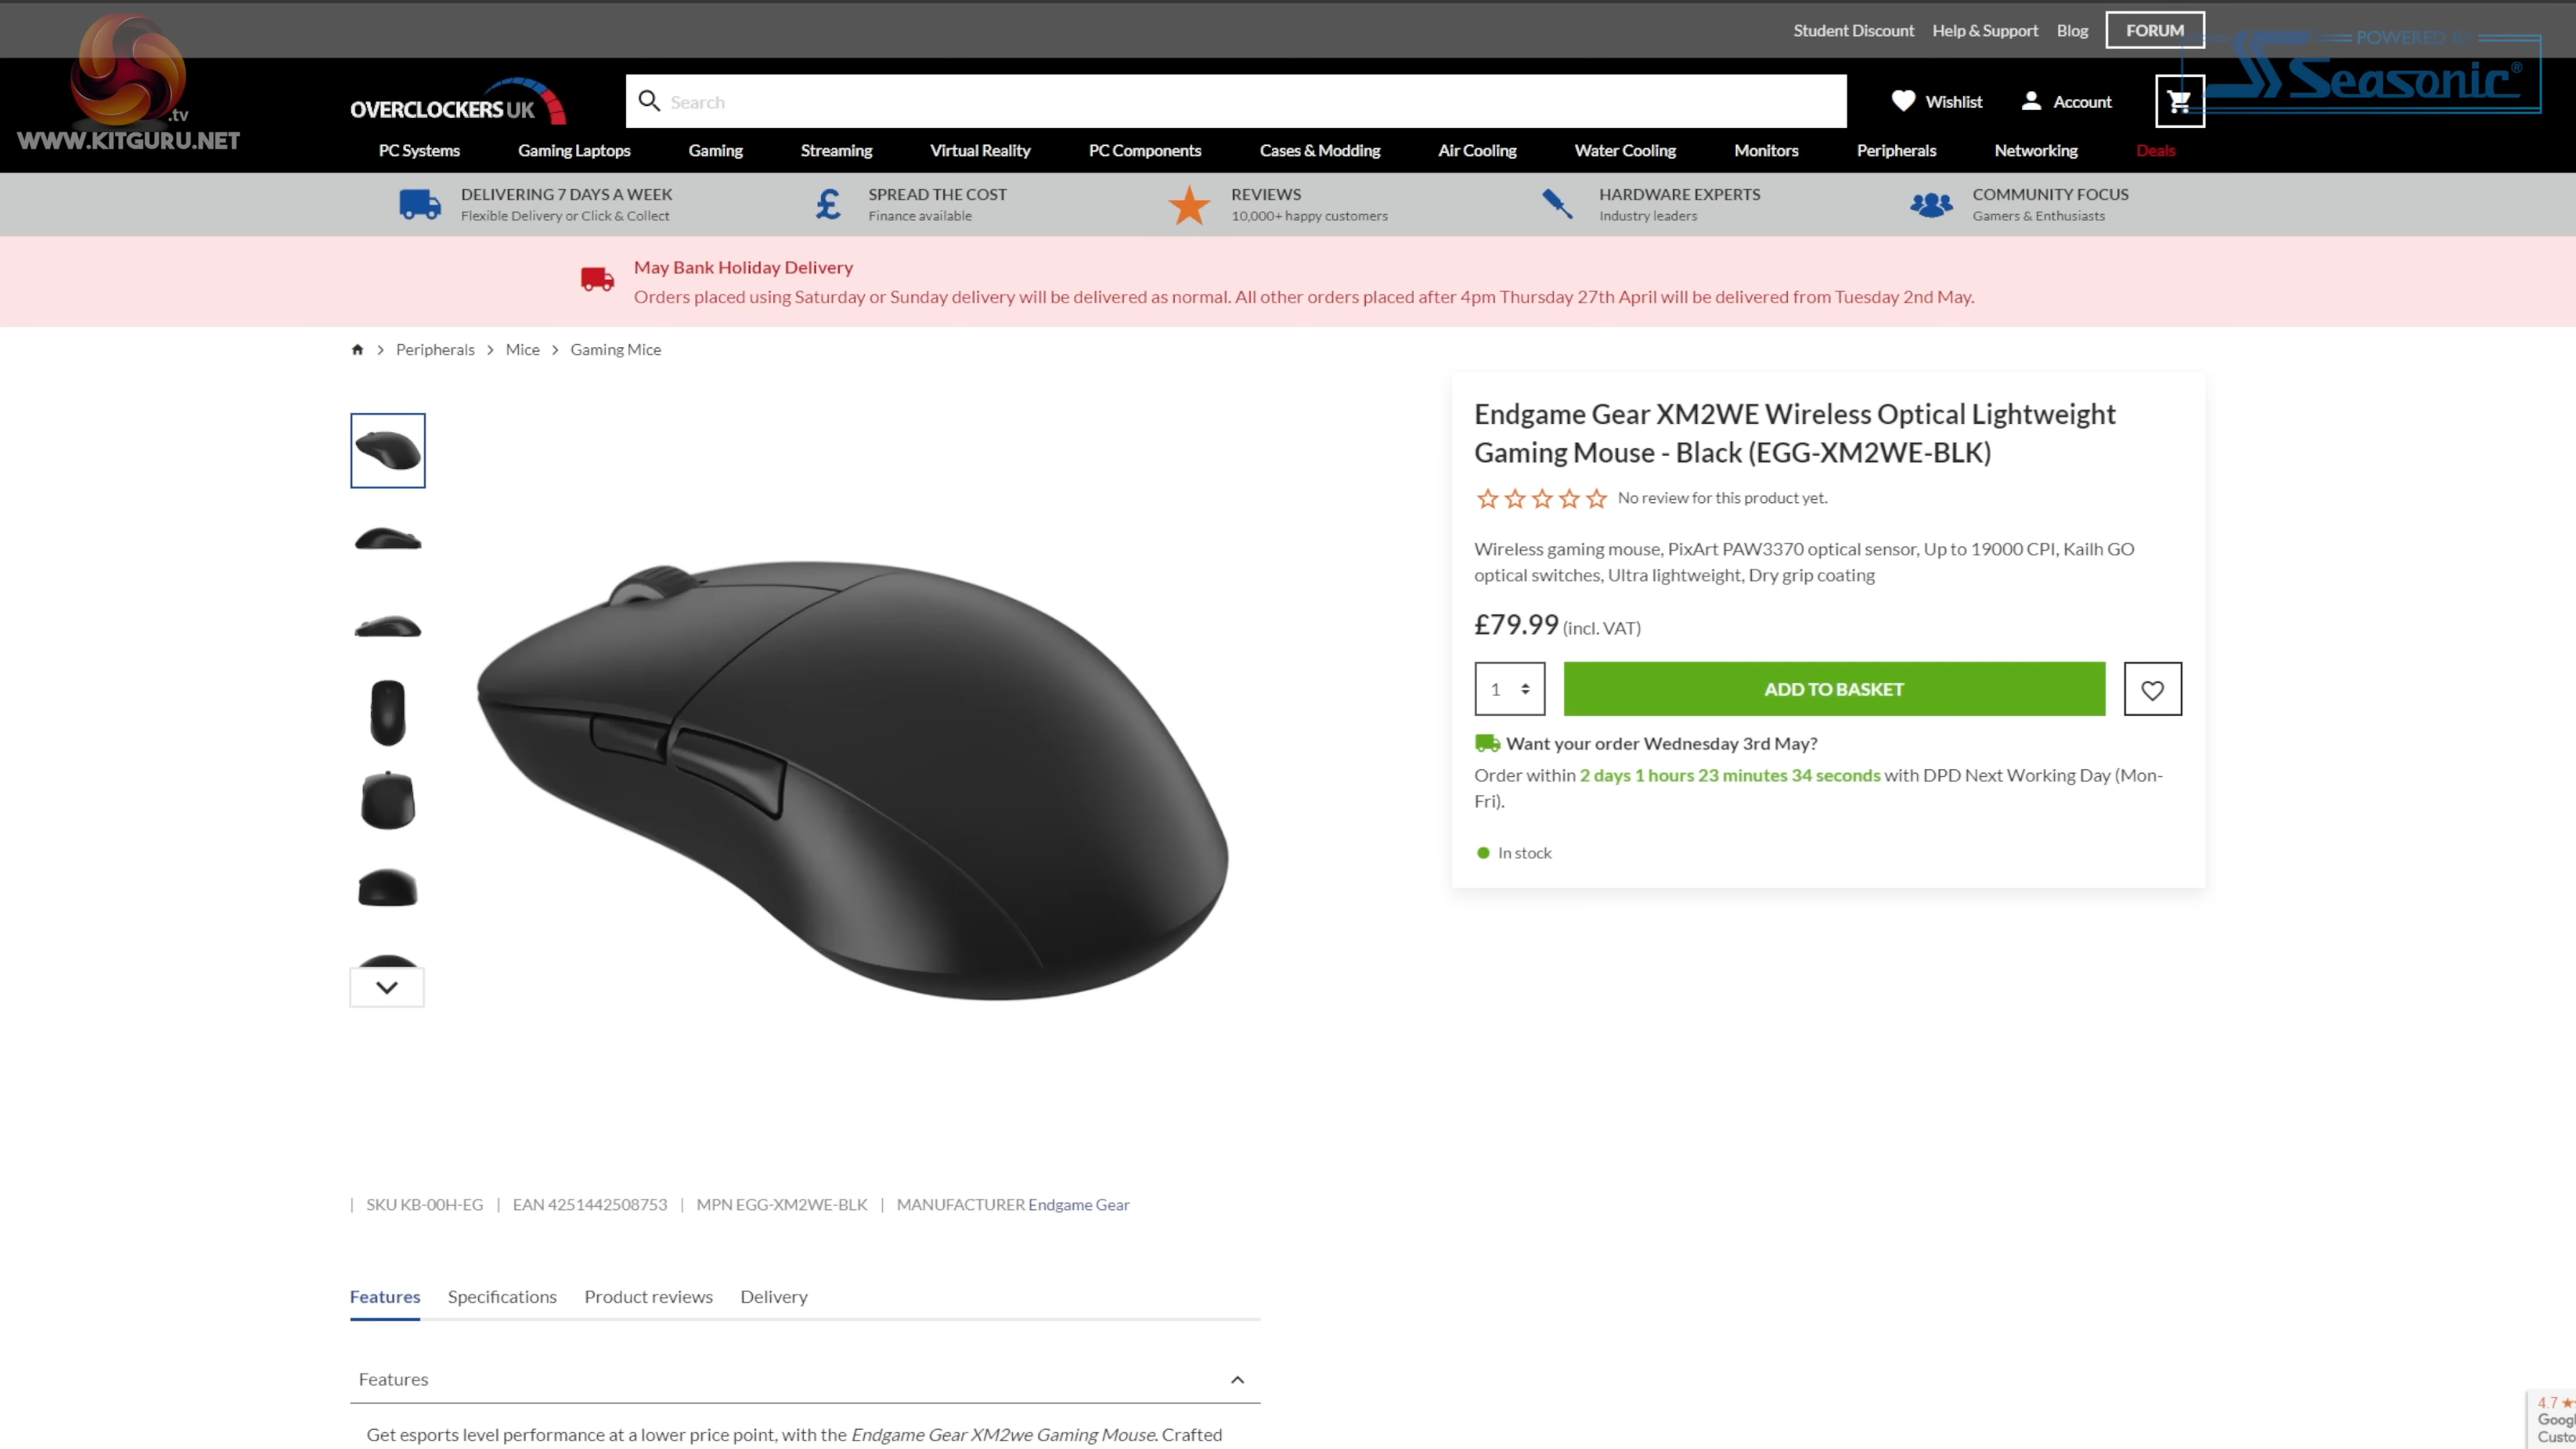 Student Discount
Help & Support
Blog
FORUM
POWERED BY
Seasonic®
.tv
WWW.KITGURU.NET
OVERCLOCKERS UK
Search
Wishlist
Account
PC Systems
Gaming Laptops
Gaming
Streaming
Virtual Reality
PC Components
Cases & Modding
Air Cooling
Water Cooling
Monitors
Peripherals
Networking
Deals
DELIVERING 7 DAYS A WEEK
Flexible Delivery or Click & Collect
£
SPREAD THE COST
Finance available
REVIEWS
10,000+ happy customers
HARDWARE EXPERTS
Industry leaders
COMMUNITY FOCUS
Gamers & Enthusiasts
May Bank Holiday Delivery
Orders placed using Saturday or Sunday delivery will be delivered as normal. All other orders placed after 4pm Thursday 27th April will be delivered from Tuesday 2nd May.
Peripherals > Mice > Gaming Mice
Endgame Gear XM2WE Wireless Optical Lightweight
Gaming Mouse - Black (EGG-XM2WE-BLK)
No review for this product yet.
Wireless gaming mouse, PixArt PAW3370 optical sensor, Up to 19000 CPI, Kailh GO
optical switches, Ultra lightweight, Dry grip coating
£79.99 (incl. VAT)
1
ADD TO BASKET
Want your order Wednesday 3rd May?
Order within 2 days 1 hours 23 minutes 34 seconds with DPD Next Working Day (Mon-
Fri).
In stock
| SKU KB-00H-EG | EAN 4251442508753 | MPN EGG-XM2WE-BLK | MANUFACTURER Endgame Gear
Features
Specifications
Product reviews
Delivery
Features
Get esports level performance at a lower price point, with the Endgame Gear XM2we Gaming Mouse. Crafted
4.7